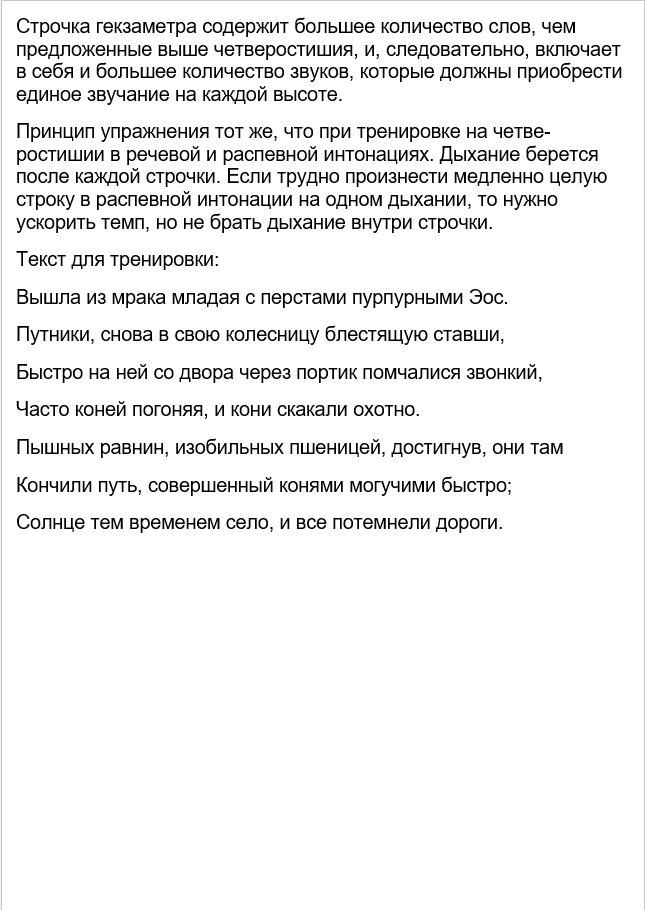 Строчка гекзаметра содержит большее количество слов, чем
предложенные выше четверостишия, и, следовательно, включает
в себя и большее количество звуков, которые должны приобрести
единое звучание на каждой высоте.
Принцип упражнения тот же, что при тренировке на четве-
ростишии в речевой и распевной интонациях. Дыхание берется
после каждой строчки. Если трудно произнести медленно целую
строку в распевной интонации на одном дыхании, то нужно
ускорить темп, но не брать дыхание внутри строчки.
Текст для тренировки:
Вышла из мрака младая с перстами пурпурными Эос.
Путники, снова в свою колесницу блестящую ставши,
Быстро на ней со двора через портик помчалися звонкий,
Часто коней погоняя, и кони скакали охотно.
Пышных равнин, изобильных пшеницей, достигнув, они там
Кончили путь, совершенный конями могучими быстро;
Солнце тем временем село, и все потемнели дороги.